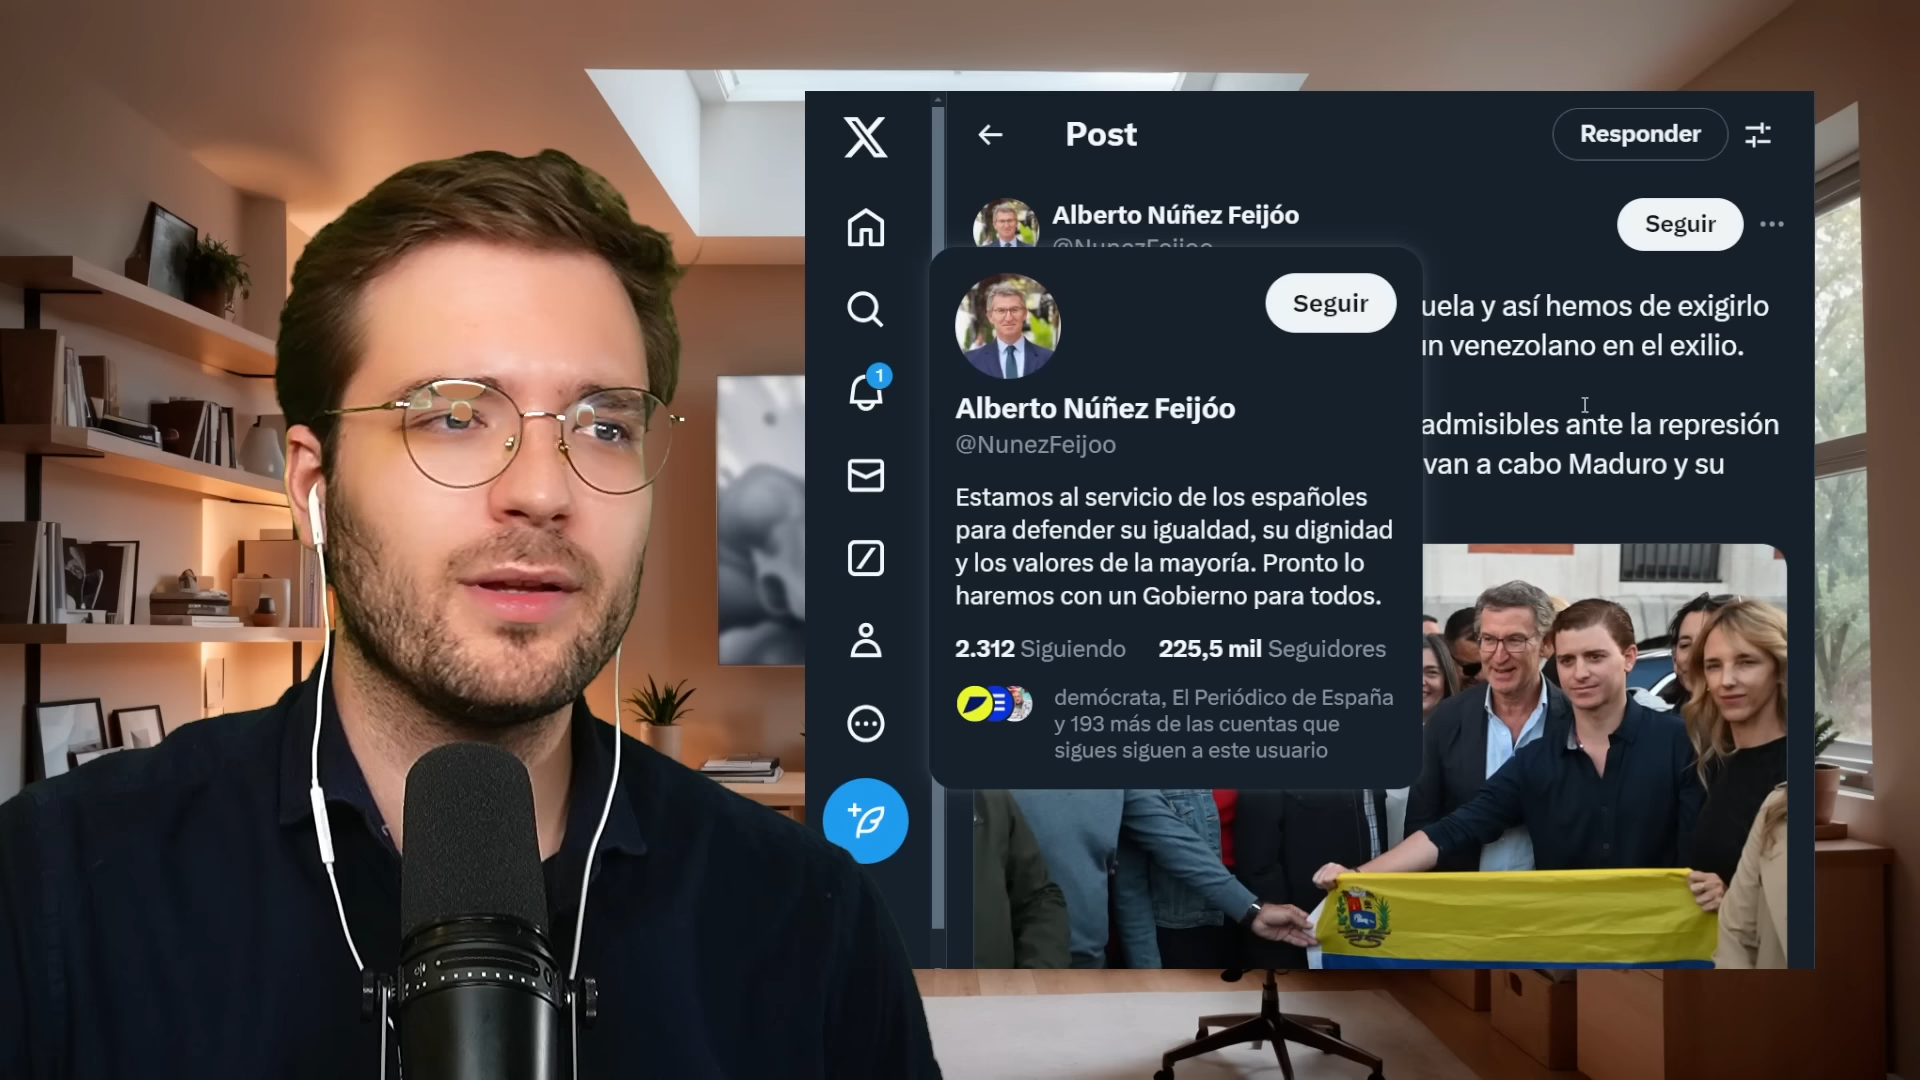 Post
Responder
Alberto Núñez Feijóo
@NunezFeijoo
Seguir
uela y así hemos de exigirlo
un venezolano en el exilio.
admisibles ante la represión
van a cabo Maduro y su
1
Seguir
Alberto Núñez Feijóo
@NunezFeijoo
Estamos al servicio de los españoles
para defender su igualdad, su dignidad
y los valores de la mayoría. Pronto lo
haremos con un Gobierno para todos.
2.312 Siguiendo 225,5 mil Seguidores
demócrata, El Periódico de España
y 193 más de las cuentas que
sigues siguen a este usuario